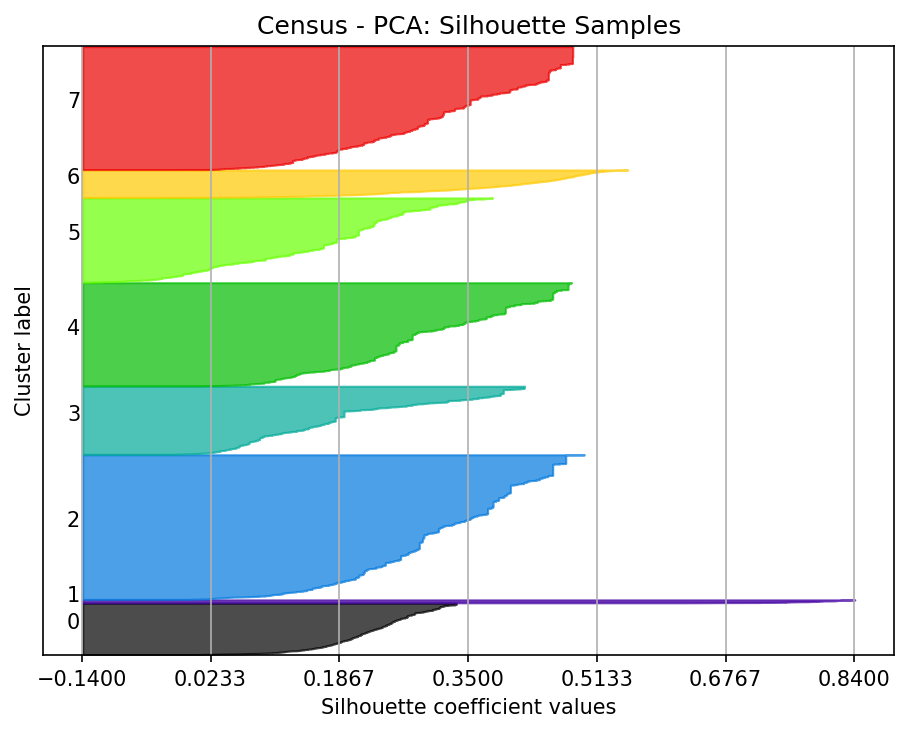 Census - PCA: Silhouette Samples
Cluster label
7
6
5
4
3
2
1
0
−0.1400 0.0233 0.1867 0.3500 0.5133 0.6767 0.8400
Silhouette coefficient values